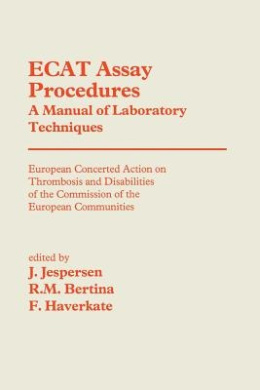 ECAT Assay
Procedures
A Manual of Laboratory
Techniques
European Concerted Action on
Thrombosis and Disabilities
of the Commission of the
European Communities
edited by
J. Jespersen
R.M. Bertina
F. Haverkate